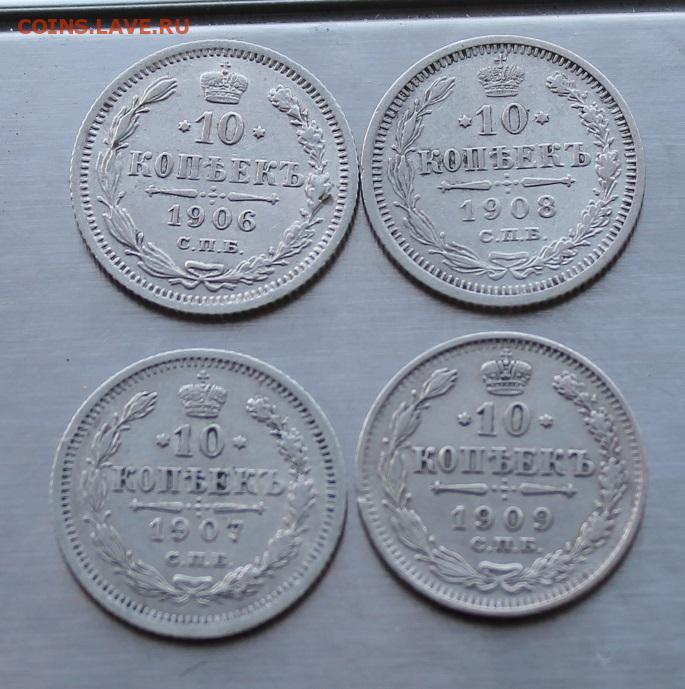 COINS.LAVE.RU
10
КОПѢЕКЪ
1906
С.П.Б.
10
КОПѢЕКЪ
1908
С.П.Б.
10
КОПѢЕКЪ
1907
С.П.Б.
10
КОПѢЕКЪ
1909
С.П.Б.